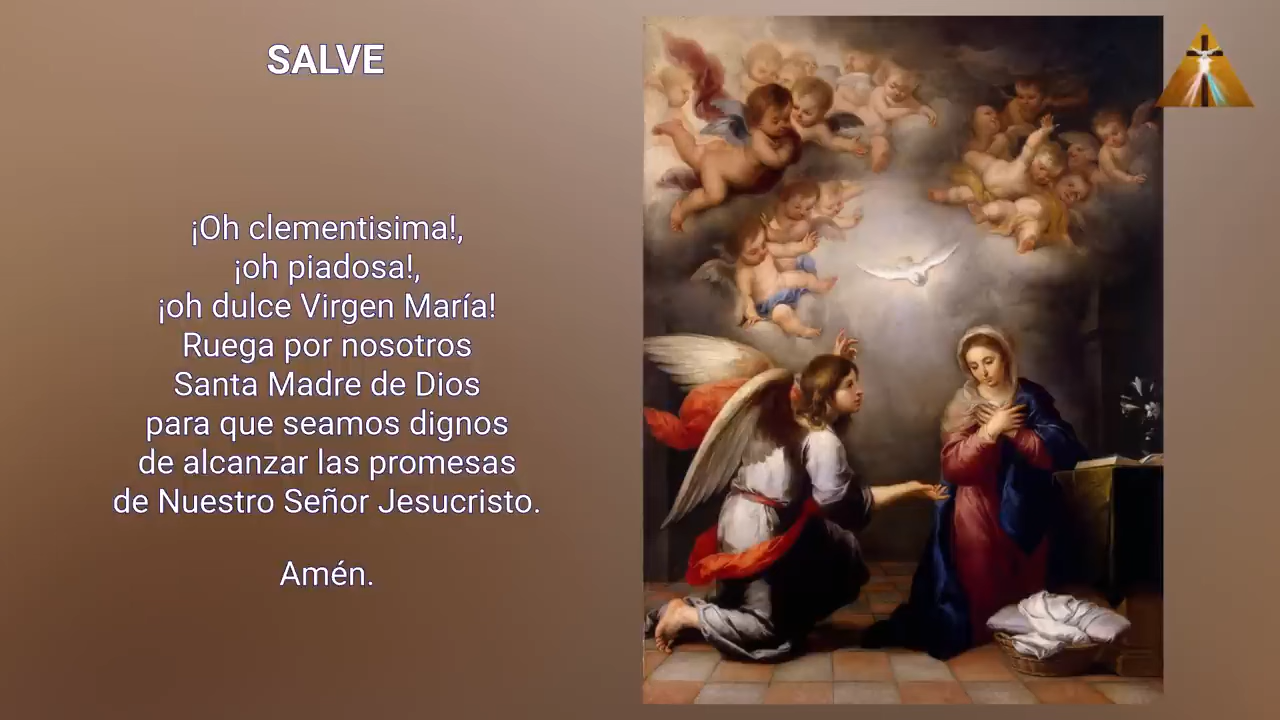 SALVE
¡Oh clementisima!,
¡oh piadosa!,
¡oh dulce Virgen María!
Ruega por nosotros
Santa Madre de Dios
para que seamos dignos
de alcanzar las promesas
de Nuestro Señor Jesucristo.
Amén.